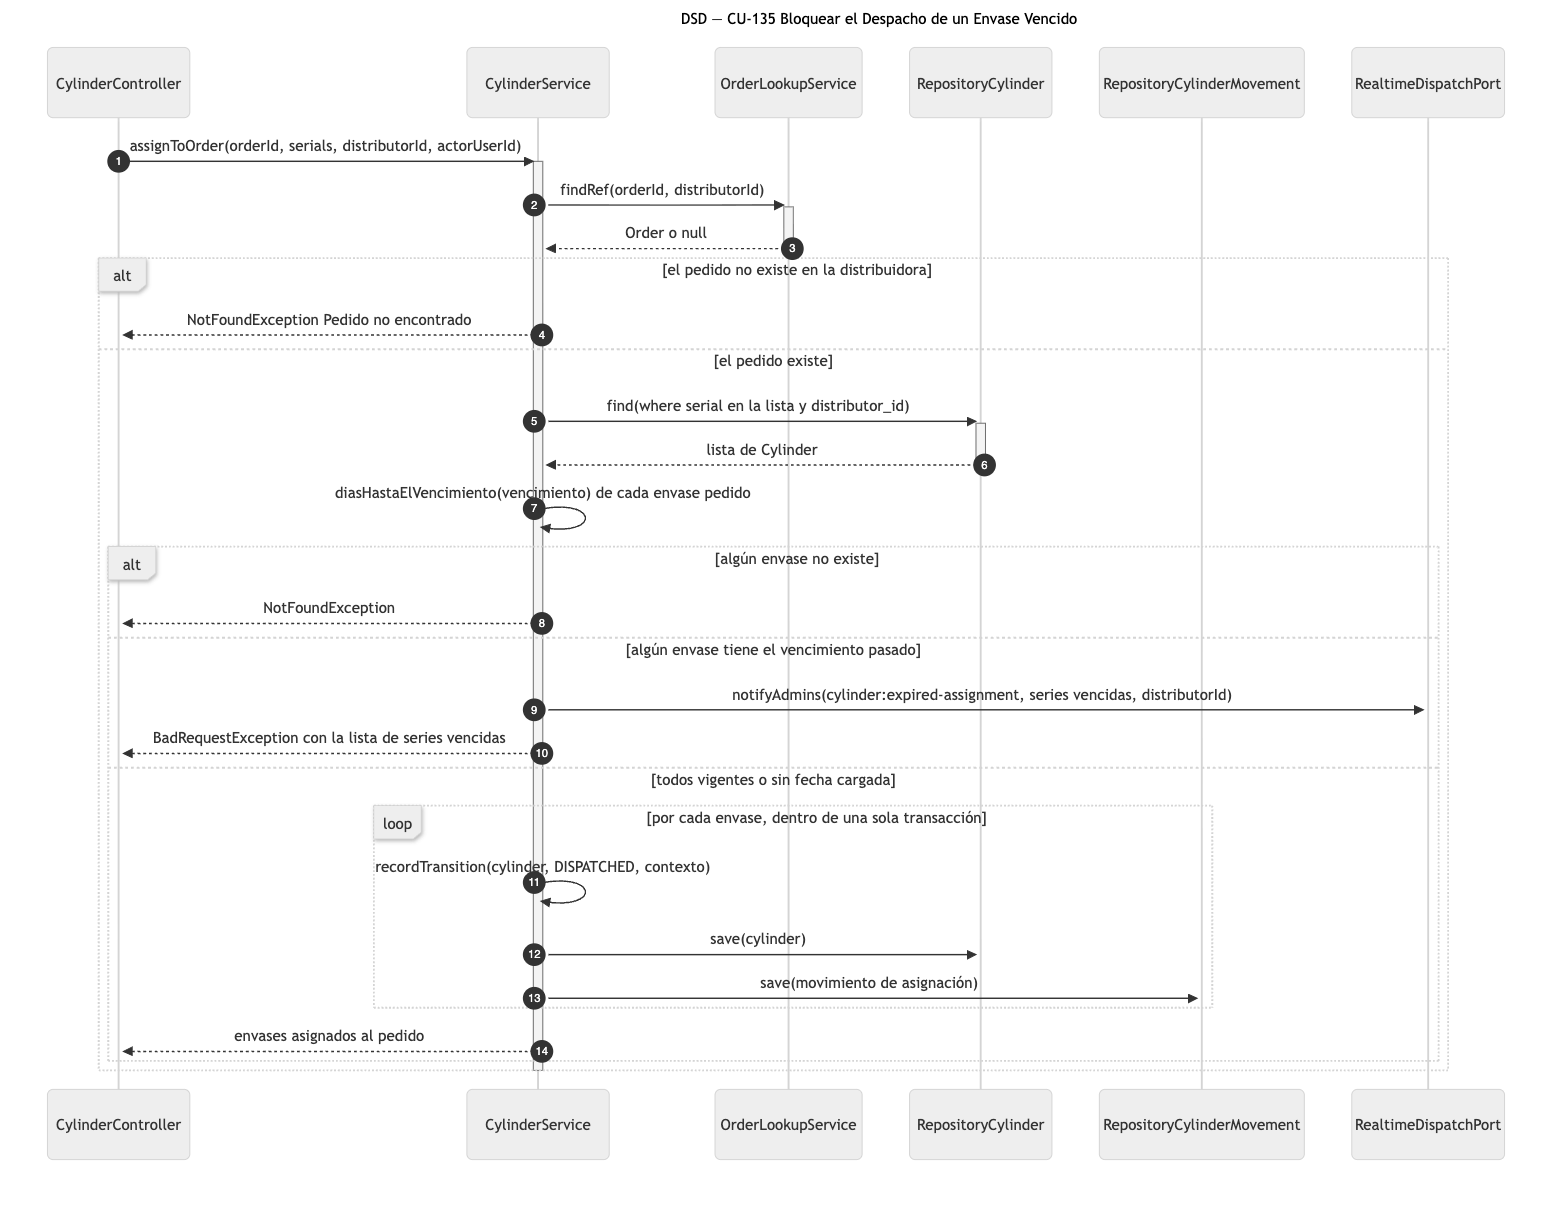 DSD — CU-135 Bloquear el Despacho de un Envase Vencido
CylinderController
CylinderService
OrderLookupService
RepositoryCylinder
RepositoryCylinderMovement
RealtimeDispatchPort
assignToOrder(orderId, serials, distributorId, actorUserId)
1
findRef(orderId, distributorId)
2
Order o null
3
alt
[el pedido no existe en la distribuidora]
NotFoundException Pedido no encontrado
4
[el pedido existe]
find(where serial en la lista y distributor_id)
5
lista de Cylinder
6
diasHastaElVencimiento(vencimiento) de cada envase pedido
7
alt
[algún envase no existe]
NotFoundException
8
[algún envase tiene el vencimiento pasado]
notifyAdmins(cylinder:expired-assignment, series vencidas, distributorId)
9
BadRequestException con la lista de series vencidas
10
[todos vigentes o sin fecha cargada]
loop
[por cada envase, dentro de una sola transacción]
recordTransition(cylinder, DISPATCHED, contexto)
11
save(cylinder)
12
save(movimiento de asignación)
13
envases asignados al pedido
14
CylinderController
CylinderService
OrderLookupService
RepositoryCylinder
RepositoryCylinderMovement
RealtimeDispatchPort